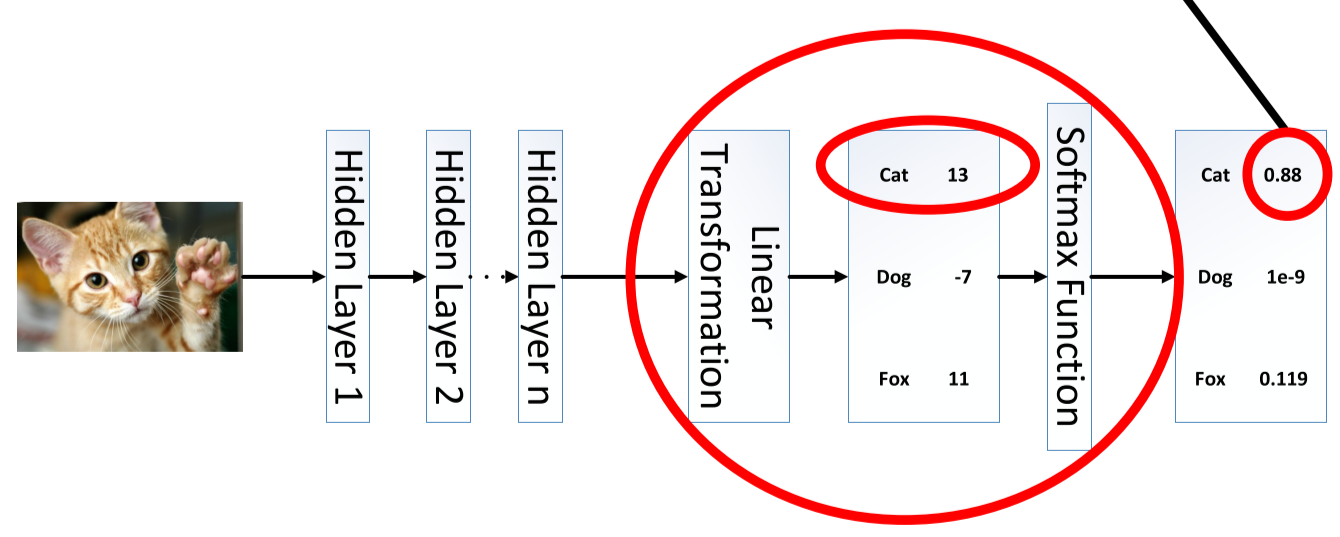 Hidden Layer 1
Hidden Layer 2
. . .
Hidden Layer n
Linear
Transformation
Cat 13
Dog -7
Fox 11
Softmax Function
Cat 0.88
Dog 1e-9
Fox 0.119